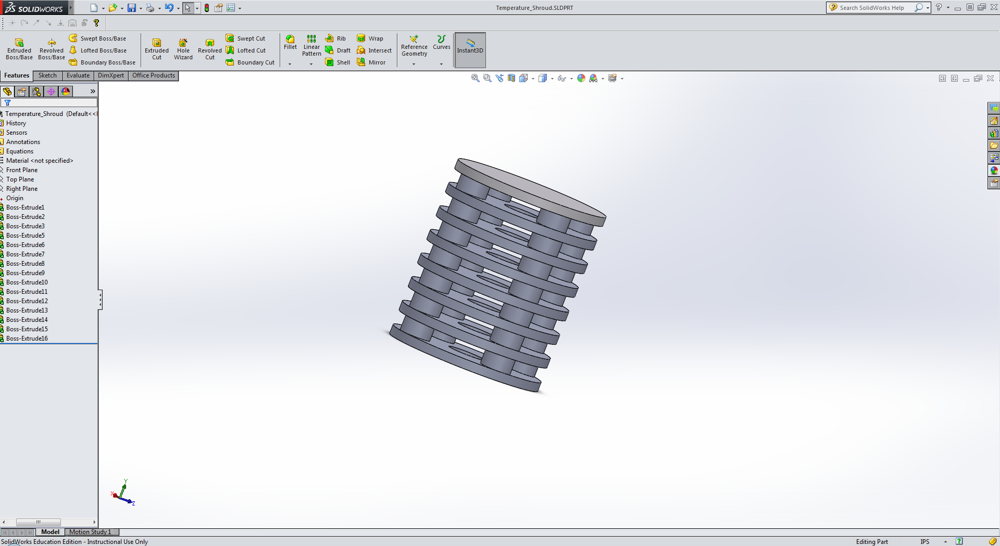 SOLIDWORKS
Temperature_Shroud.SLDPRT
Search SolidWorks Help
Extruded Boss/Base
Revolved Boss/Base
Swept Boss/Base
Lofted Boss/Base
Boundary Boss/Base
Extruded Cut
Hole Wizard
Revolved Cut
Swept Cut
Lofted Cut
Boundary Cut
Fillet
Linear Pattern
Rib
Draft
Shell
Wrap
Intersect
Mirror
Reference Geometry
Curves
Instant3D
Features
Sketch
Evaluate
DimXpert
Office Products
Temperature_Shroud (Default<<
History
Sensors
Annotations
Equations
Material <not specified>
Front Plane
Top Plane
Right Plane
Origin
Boss-Extrude1
Boss-Extrude2
Boss-Extrude3
Boss-Extrude5
Boss-Extrude6
Boss-Extrude7
Boss-Extrude8
Boss-Extrude9
Boss-Extrude10
Boss-Extrude11
Boss-Extrude12
Boss-Extrude13
Boss-Extrude14
Boss-Extrude15
Boss-Extrude16
Y
X
Z
Model
Motion Study 1
SolidWorks Education Edition - Instructional Use Only
Editing Part
IPS